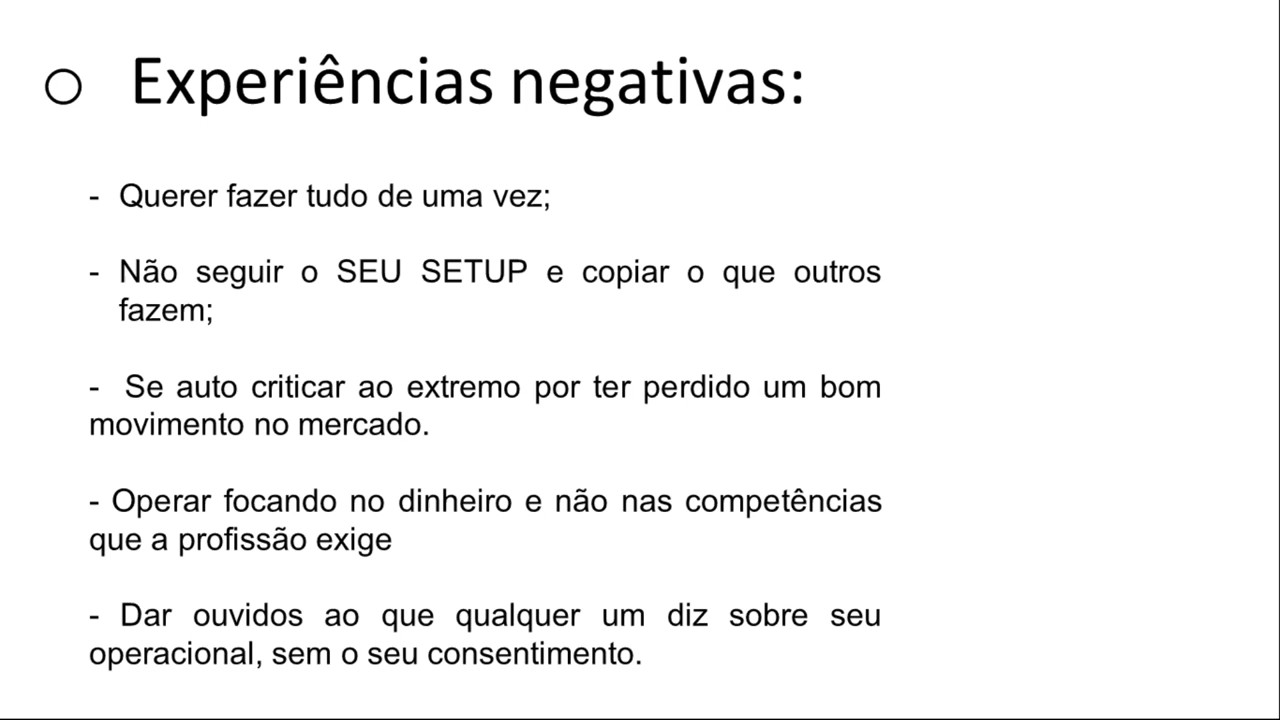 Experiências negativas:
- Querer fazer tudo de uma vez;
- Não seguir o SEU SETUP e copiar o que outros
fazem;
- Se auto criticar ao extremo por ter perdido um bom
movimento no mercado.
- Operar focando no dinheiro e não nas competências
que a profissão exige
- Dar ouvidos ao que qualquer um diz sobre seu
operacional, sem o seu consentimento.